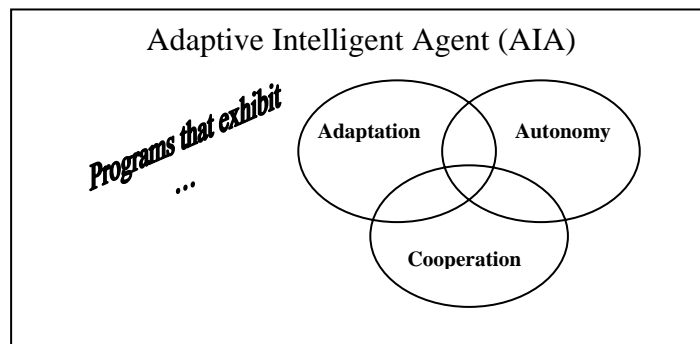 Adaptive Intelligent Agent (AIA)
Programs that exhibit
...
Adaptation
Autonomy
Cooperation